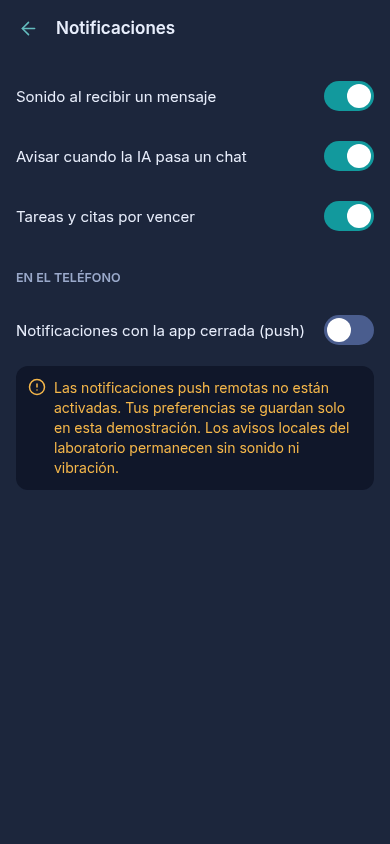 Notificaciones
Sonido al recibir un mensaje
Avisar cuando la IA pasa un chat
Tareas y citas por vencer
EN EL TELÉFONO
Notificaciones con la app cerrada (push)
Las notificaciones push remotas no están
activadas. Tus preferencias se guardan solo
en esta demostración. Los avisos locales del
laboratorio permanecen sin sonido ni
vibración.